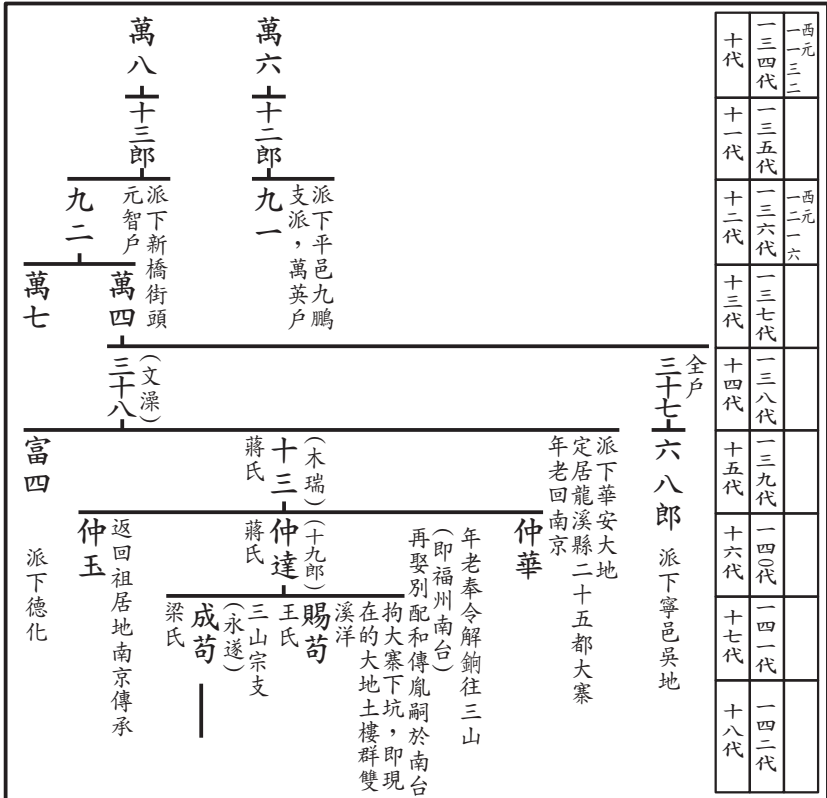 西元
一一三二
一三四代
十代
一三五代
十一代
西元
一二一六
一三六代
十二代
一三七代
十三代
一三八代
十四代
一三九代
十五代
一四〇代
十六代
一四一代
十七代
一四二代
十八代
全戶
三十七
六八郎
派下寧邑吳地
派下華安大地
定居龍溪縣二十五都大寨
年老回南京
仲華
年老奉令解餉往三山
(即福州南台)
再娶別配和傳胤嗣於南台
拘大寨下坑，即現
在的大地土樓群雙
溪洋
萬六
十二郎
九一
派下平邑九鵬
支派，萬英戶
(木瑞)
十三
蔣氏
(十九郎)
仲達
蔣氏
賜苟
王氏
三山宗支
(永遂)
成苟
梁氏
萬八
十三郎
派下新橋街頭
元智戶
九二
萬四
萬七
(文澡)
三十八
返回祖居地南京傳承
仲玉
富四
派下德化